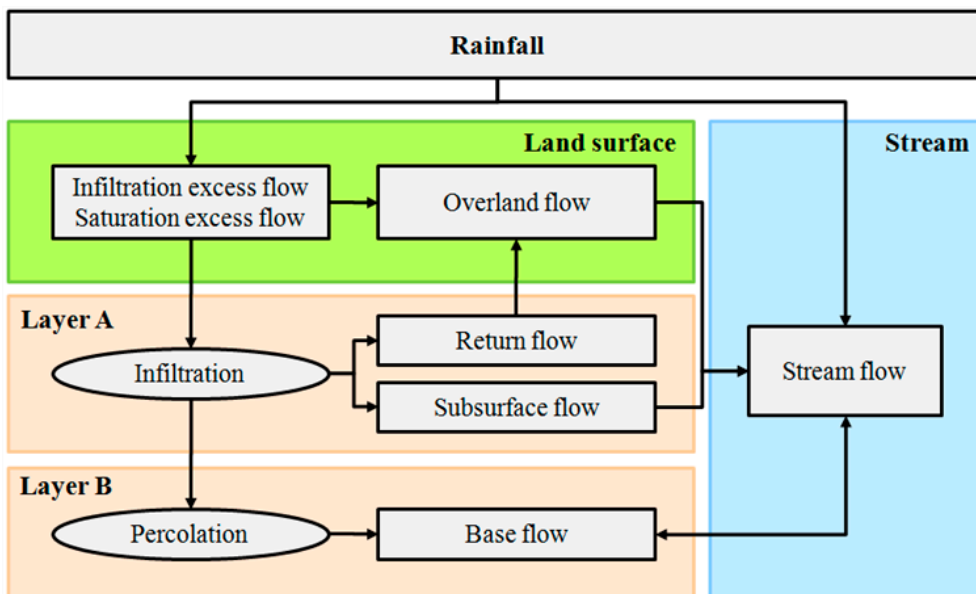 Rainfall
Land surface
Stream
Infiltration excess flow
Saturation excess flow
Overland flow
Layer A
Return flow
Infiltration
Stream flow
Subsurface flow
Layer B
Percolation
Base flow